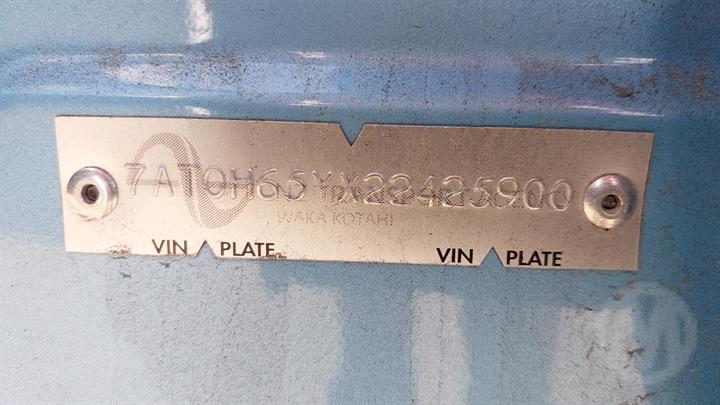 7AT0H65YX22425900
WAKA KOTAHI
VIN PLATE VIN PLATE
W